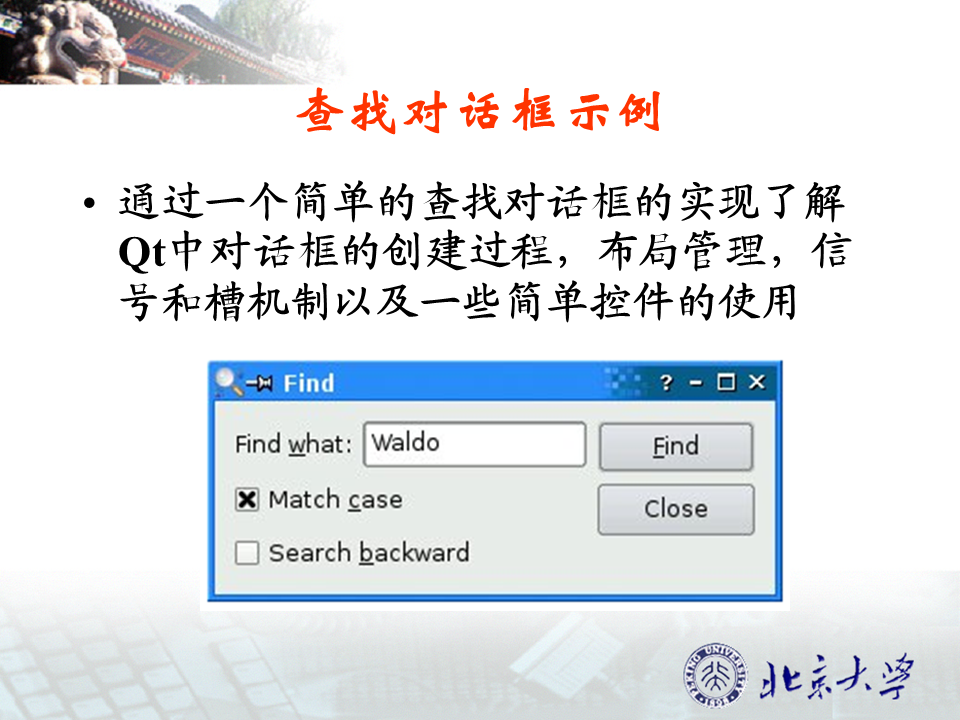 查找对话框示例
• 通过一个简单的查找对话框的实现了解
Qt中对话框的创建过程，布局管理，信
号和槽机制以及一些简单控件的使用
Find
Find what: Waldo
Find
Match case
Close
Search backward
PEKING UNIVERSITY
1898
北京大学